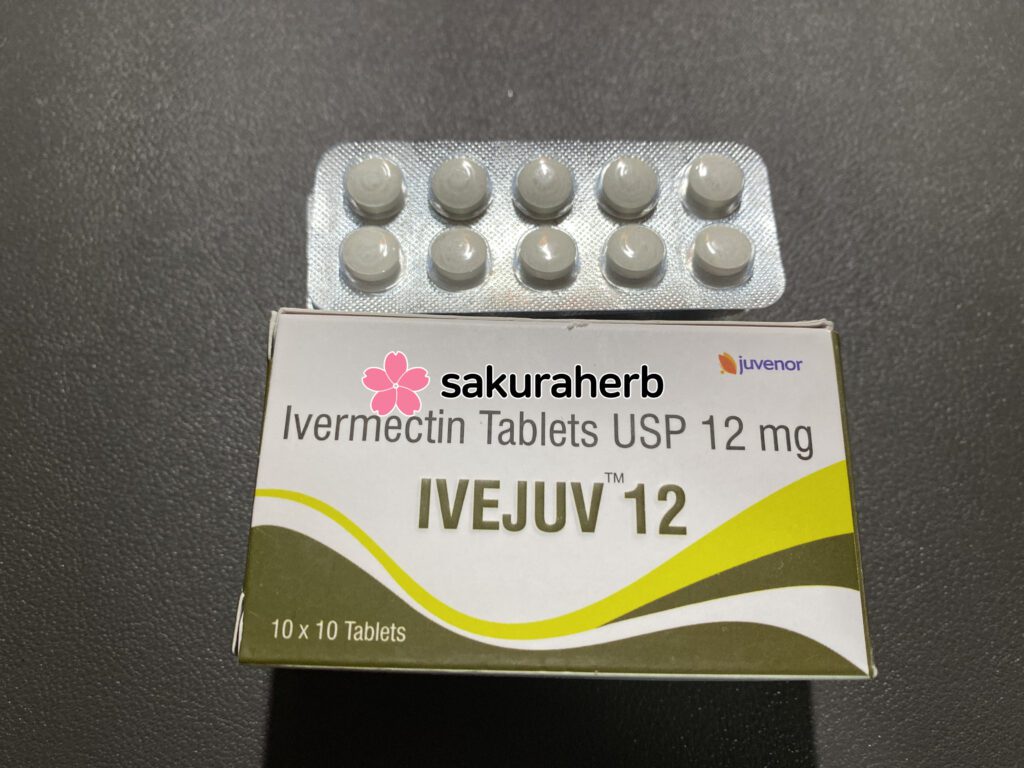 juvenor
sakuraherb
Ivermectin Tablets USP 12 mg
IVEJUV™ 12
10 x 10 Tablets